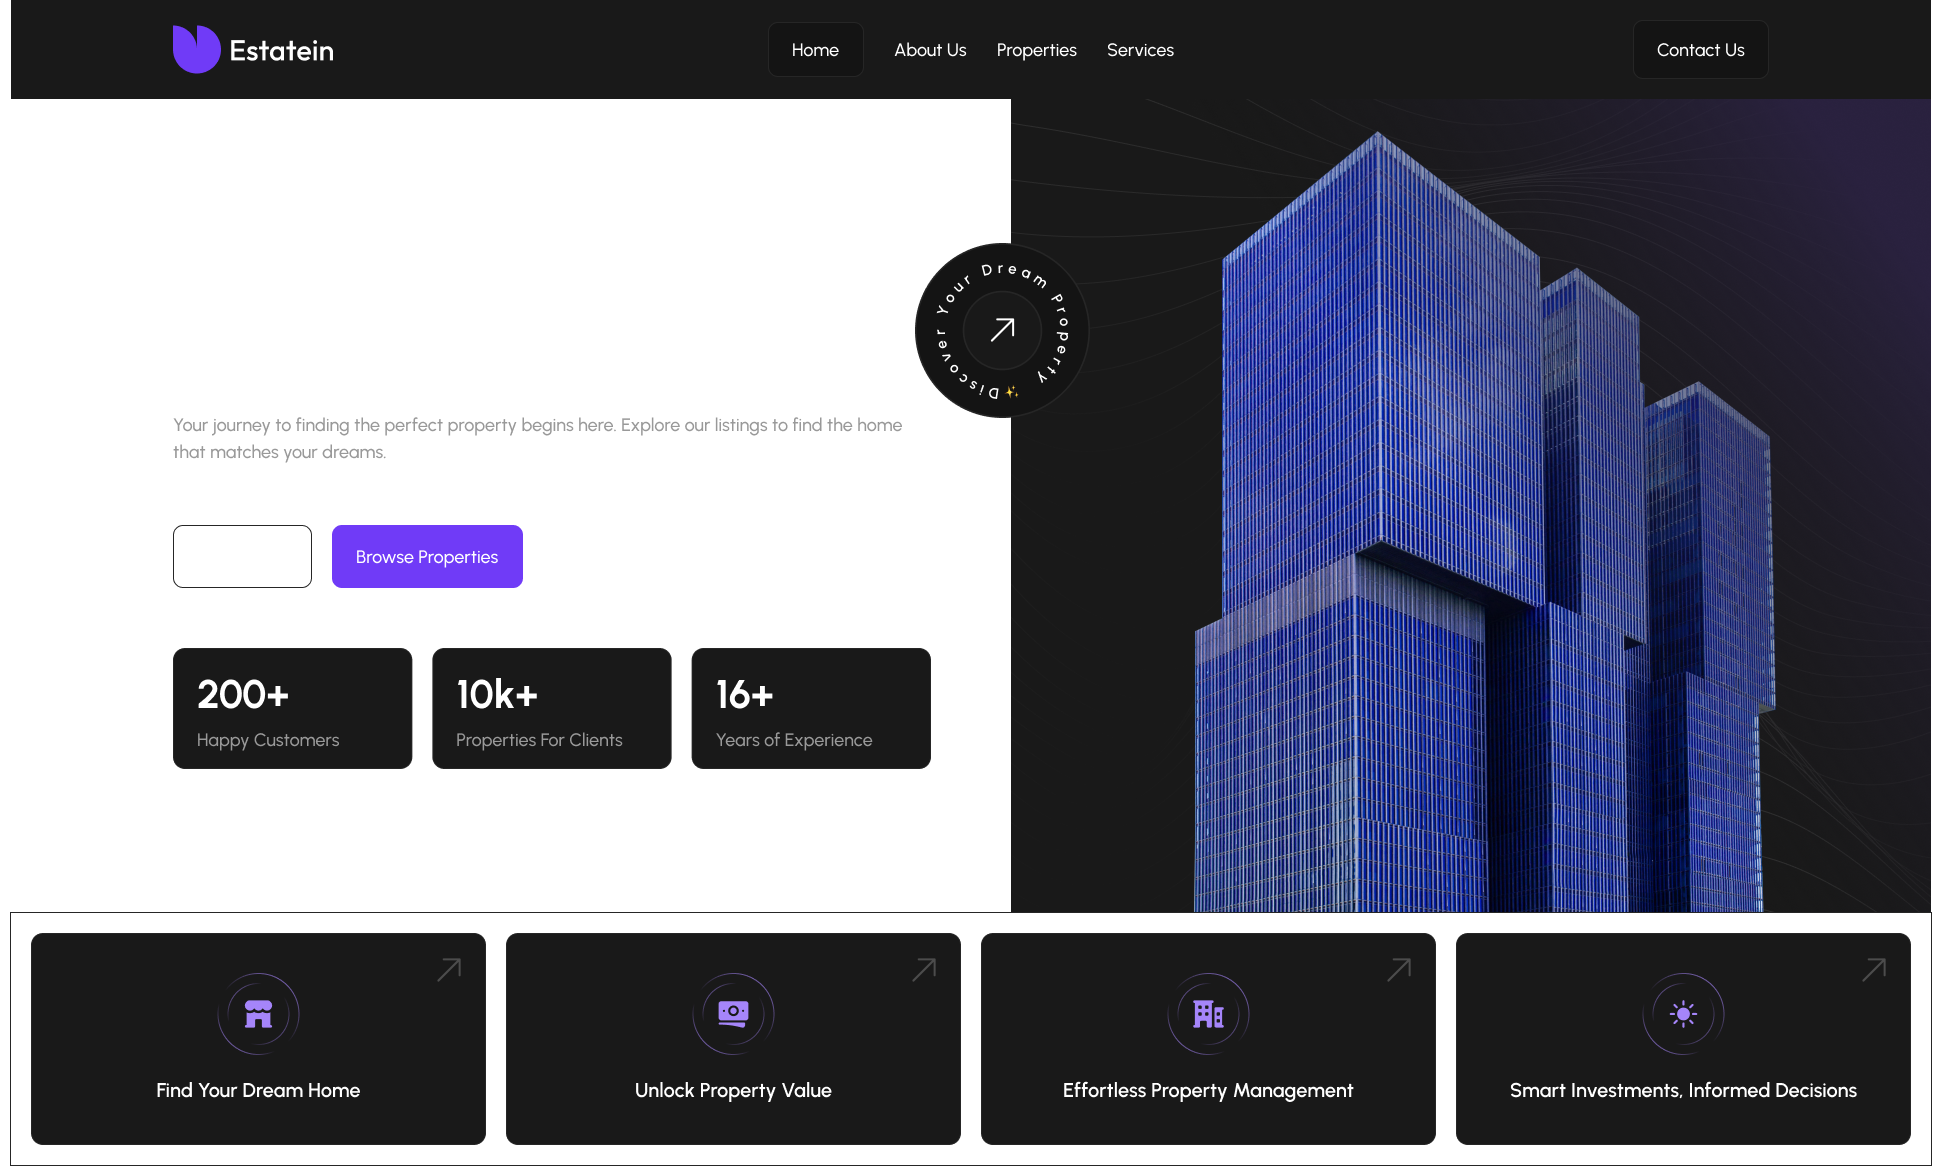 Estatein
Home
About Us
Properties
Services
Contact Us
Discover Your Dream Property
Your journey to finding the perfect property begins here. Explore our listings to find the home
that matches your dreams.
Browse Properties
200+
Happy Customers
10k+
Properties For Clients
16+
Years of Experience
Find Your Dream Home
Unlock Property Value
Effortless Property Management
Smart Investments, Informed Decisions